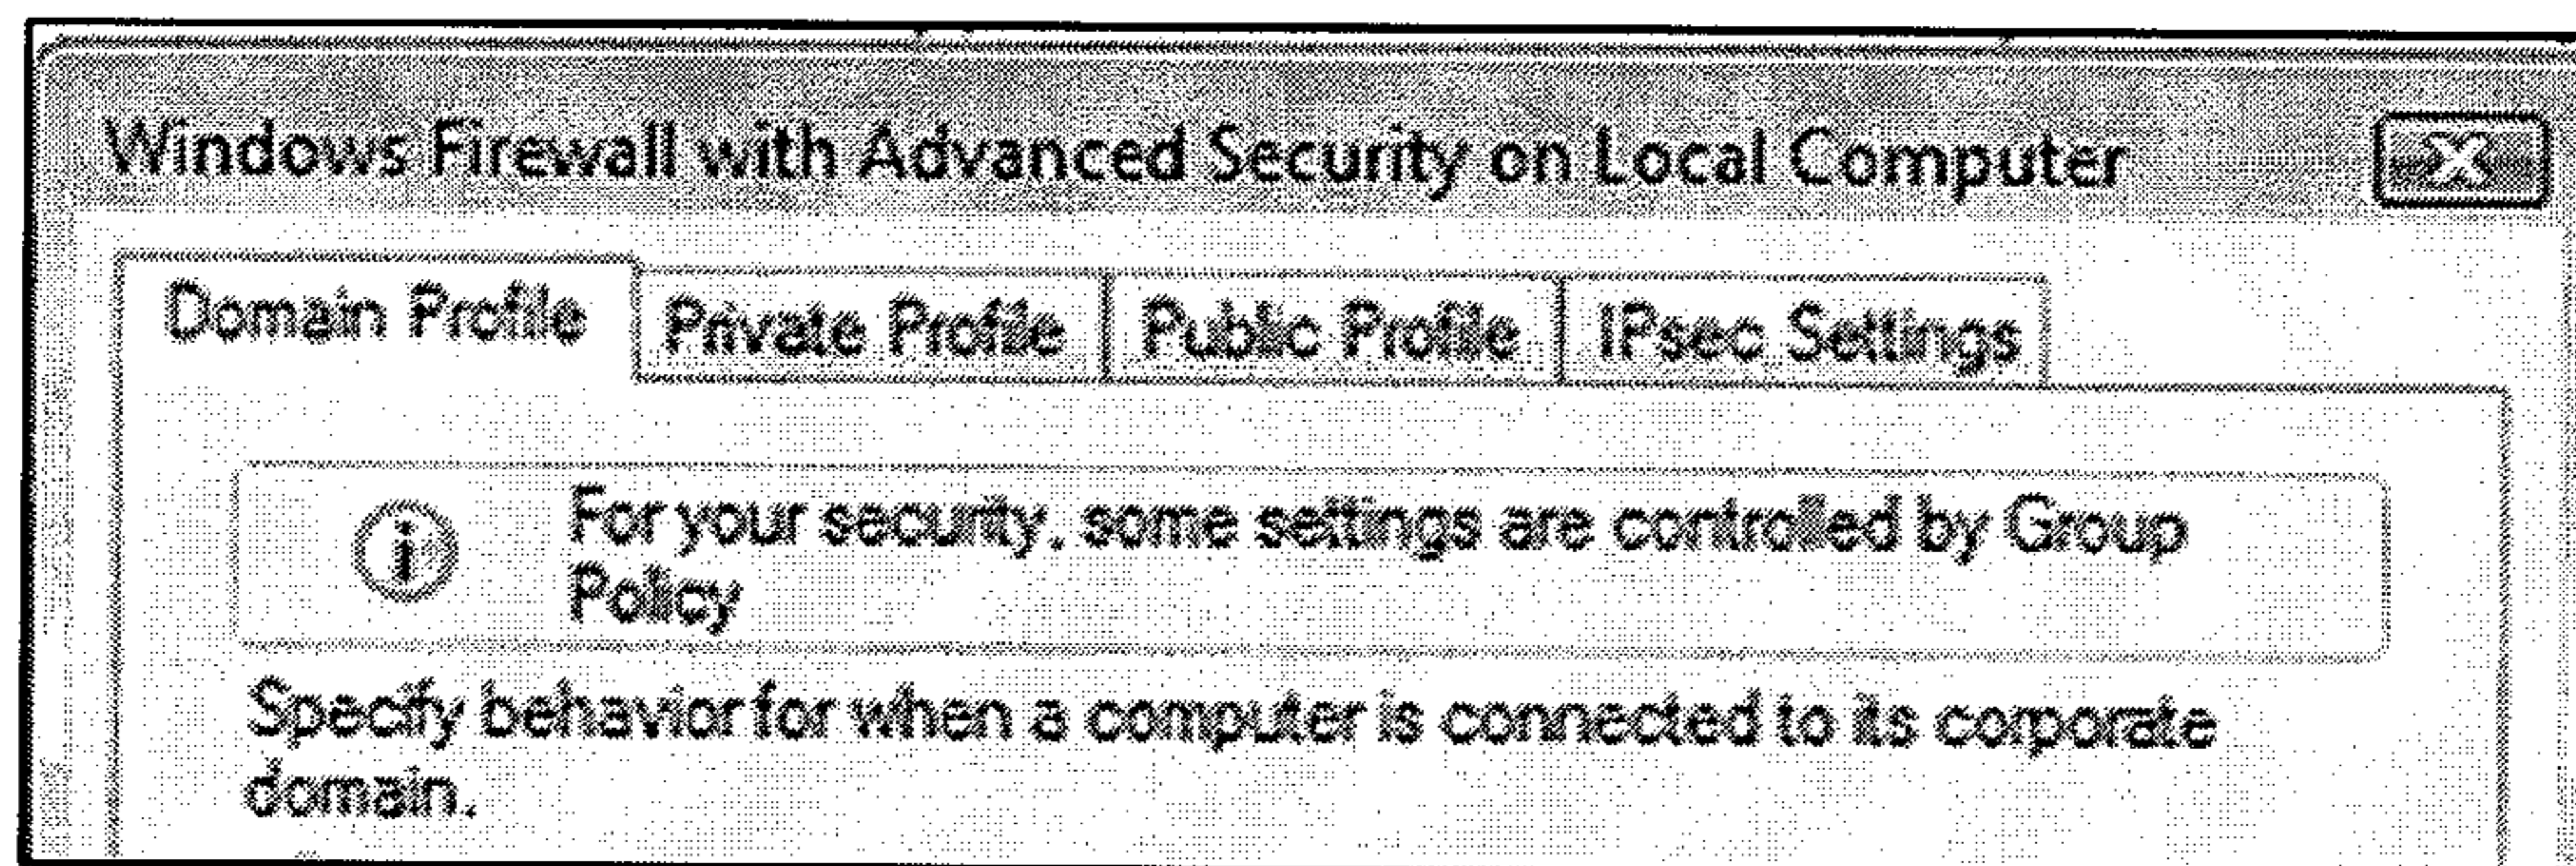 Windows Firewall with Advanced Security on Local Computer
Domain Profile Private Profile Public Profile IPsec Settings
For your security, some settings are controlled by Group
Policy
Specify behavior for when a computer is connected to its corporate
domain.